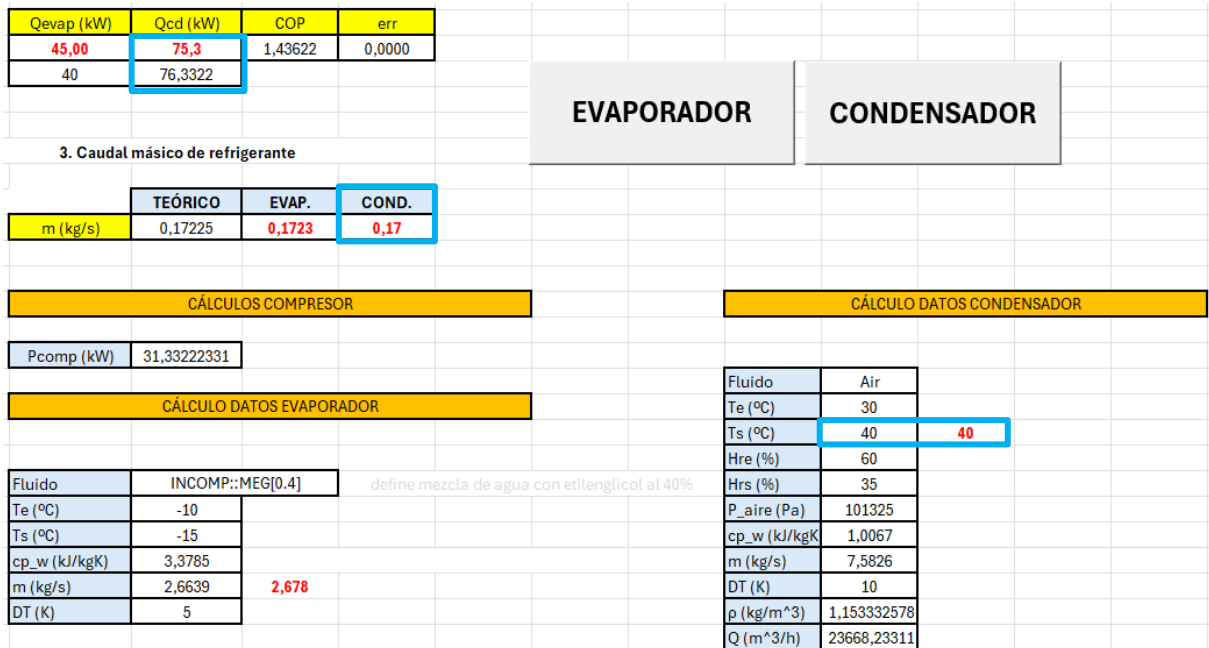 Qevap (kW) Qcd (kW) COP err
45,00 75,3 1,43622 0,0000
40 76,3322
EVAPORADOR CONDENSADOR
3. Caudal másico de refrigerante
TEÓRICO EVAP. COND.
m (kg/s) 0,17225 0,1723 0,17
CÁLCULOS COMPRESOR
Pcomp (kW) 31,33222331
CÁLCULO DATOS EVAPORADOR
Fluido INCOMP::MEG[0.4] define mezcla de agua con etilenglicol al 40%
Te (ºC) -10
Ts (ºC) -15
cp_w (kJ/kgK) 3,3785
m (kg/s) 2,6639 2,678
DT (K) 5
CÁLCULO DATOS CONDENSADOR
Fluido Air
Te (ºC) 30
Ts (ºC) 40 40
Hre (%) 60
Hrs (%) 35
P_aire (Pa) 101325
cp_w (kJ/kgK 1,0067
m (kg/s) 7,5826
DT (K) 10
ρ (kg/m^3) 1,153332578
Q (m^3/h) 23668,23311